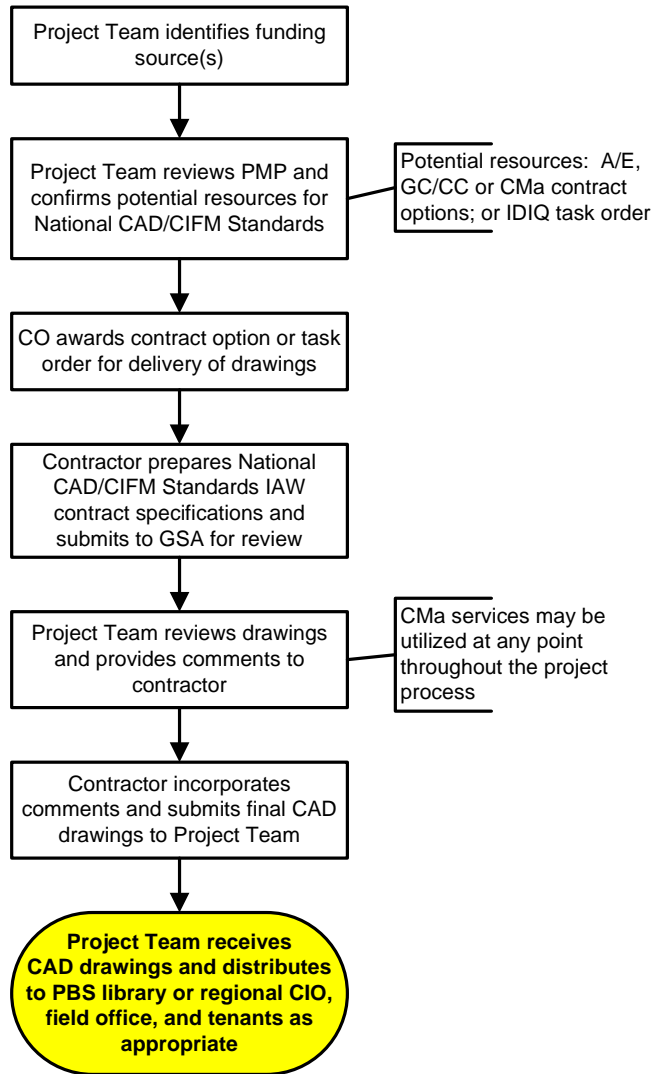 Project Team identifies funding
source(s)
Project Team reviews PMP and
confirms potential resources for
National CAD/CIFM Standards
Potential resources:  A/E,
GC/CC or CMa contract
options; or IDIQ task order
CO awards contract option or task
order for delivery of drawings
Contractor prepares National
CAD/CIFM Standards IAW
contract specifications and
submits to GSA for review
Project Team reviews drawings
and provides comments to
contractor
CMa services may be
utilized at any point
throughout the project
process
Contractor incorporates
comments and submits final CAD
drawings to Project Team
Project Team receives
CAD drawings and distributes
to PBS library or regional CIO,
field office, and tenants as
appropriate